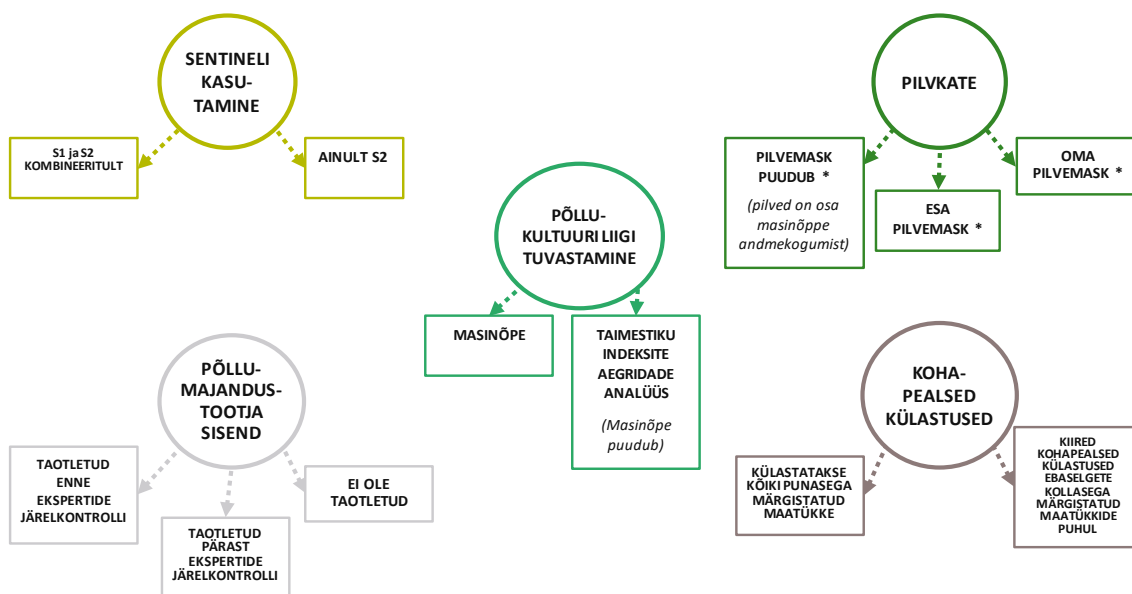 SENTINELI
KASU-
TAMINE
S1 ja S2
KOMBINEERITULT
AINULT S2
PILVKATE
PILVEMASK
PUUDUB *
(pilved on osa
masinõppe
andmekogumist)
ESA
PILVEMASK *
OMA
PILVEMASK *
PÕLLU-
KULTUURI LIIGI
TUVASTAMINE
MASINÕPE
TAIMESTIKU
INDEKSITE
AEGRIDADE
ANALÜÜS
(Masinõpe
puudub)
PÕLLU-
MAJANDUS-
TOOTJA
SISEND
TAOTLETUD
ENNE
EKSPERTIDE
JÄRELKONTROLLI
TAOTLETUD
PÄRAST
EKSPERTIDE
JÄRELKONTROLLI
EI OLE
TAOTLETUD
KOHA-
PEALSED
KÜLASTUSED
KÜLASTATAKSE
KÕIKI PUNASEGA
MÄRGISTATUD
MAATÜKKE
KIIRED
KOHAPEALSED
KÜLASTUSED
EBASELGETE
KOLLASEGA
MÄRGISTATUD
MAATÜKKIDE
PUHUL